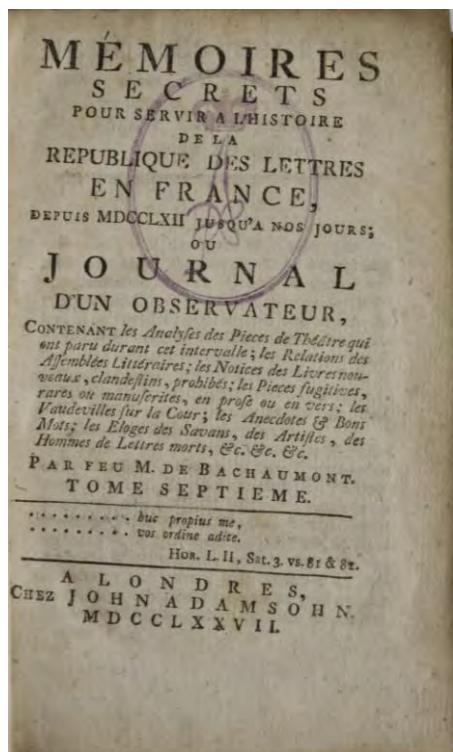 MÉMOIRES
SECRETS
POUR SERVIR A L'HISTOIRE
DE LA
REPUBLIQUE DES LETTRES
EN FRANCE,
DEPUIS MDCCLXII JUSQU'A NOS JOURS;
OU
JOURNAL
D'UN OBSERVATEUR,
CONTENANT les Analyſes des Pieces de Théâtre qui
ont paru durant cet intervalle; les Relations des
Aſſemblées Littéraires; les Notices des Livres nou-
veaux, clandeſtins, prohibés; les Pieces fugitives,
rares ou manuſcrites, en proſe ou en vers; les
Vaudevilles ſur la Cour; les Anecdotes & Bons
Mots; les Eloges des Savans, des Artiſtes, des
Hommes de Lettres morts, &c. &c. &c.
PAR FEU M. DE BACHAUMONT.
TOME SEPTIEME.
. . . . . . . . . huc propius me,
. . . . . . . . . vos ordine adite.
HOR. L. II, Sat. 3. vs. 81 & 82.
A LONDRES,
CHEZ JOHN ADAMSOHN.
MDCCLXXVII.